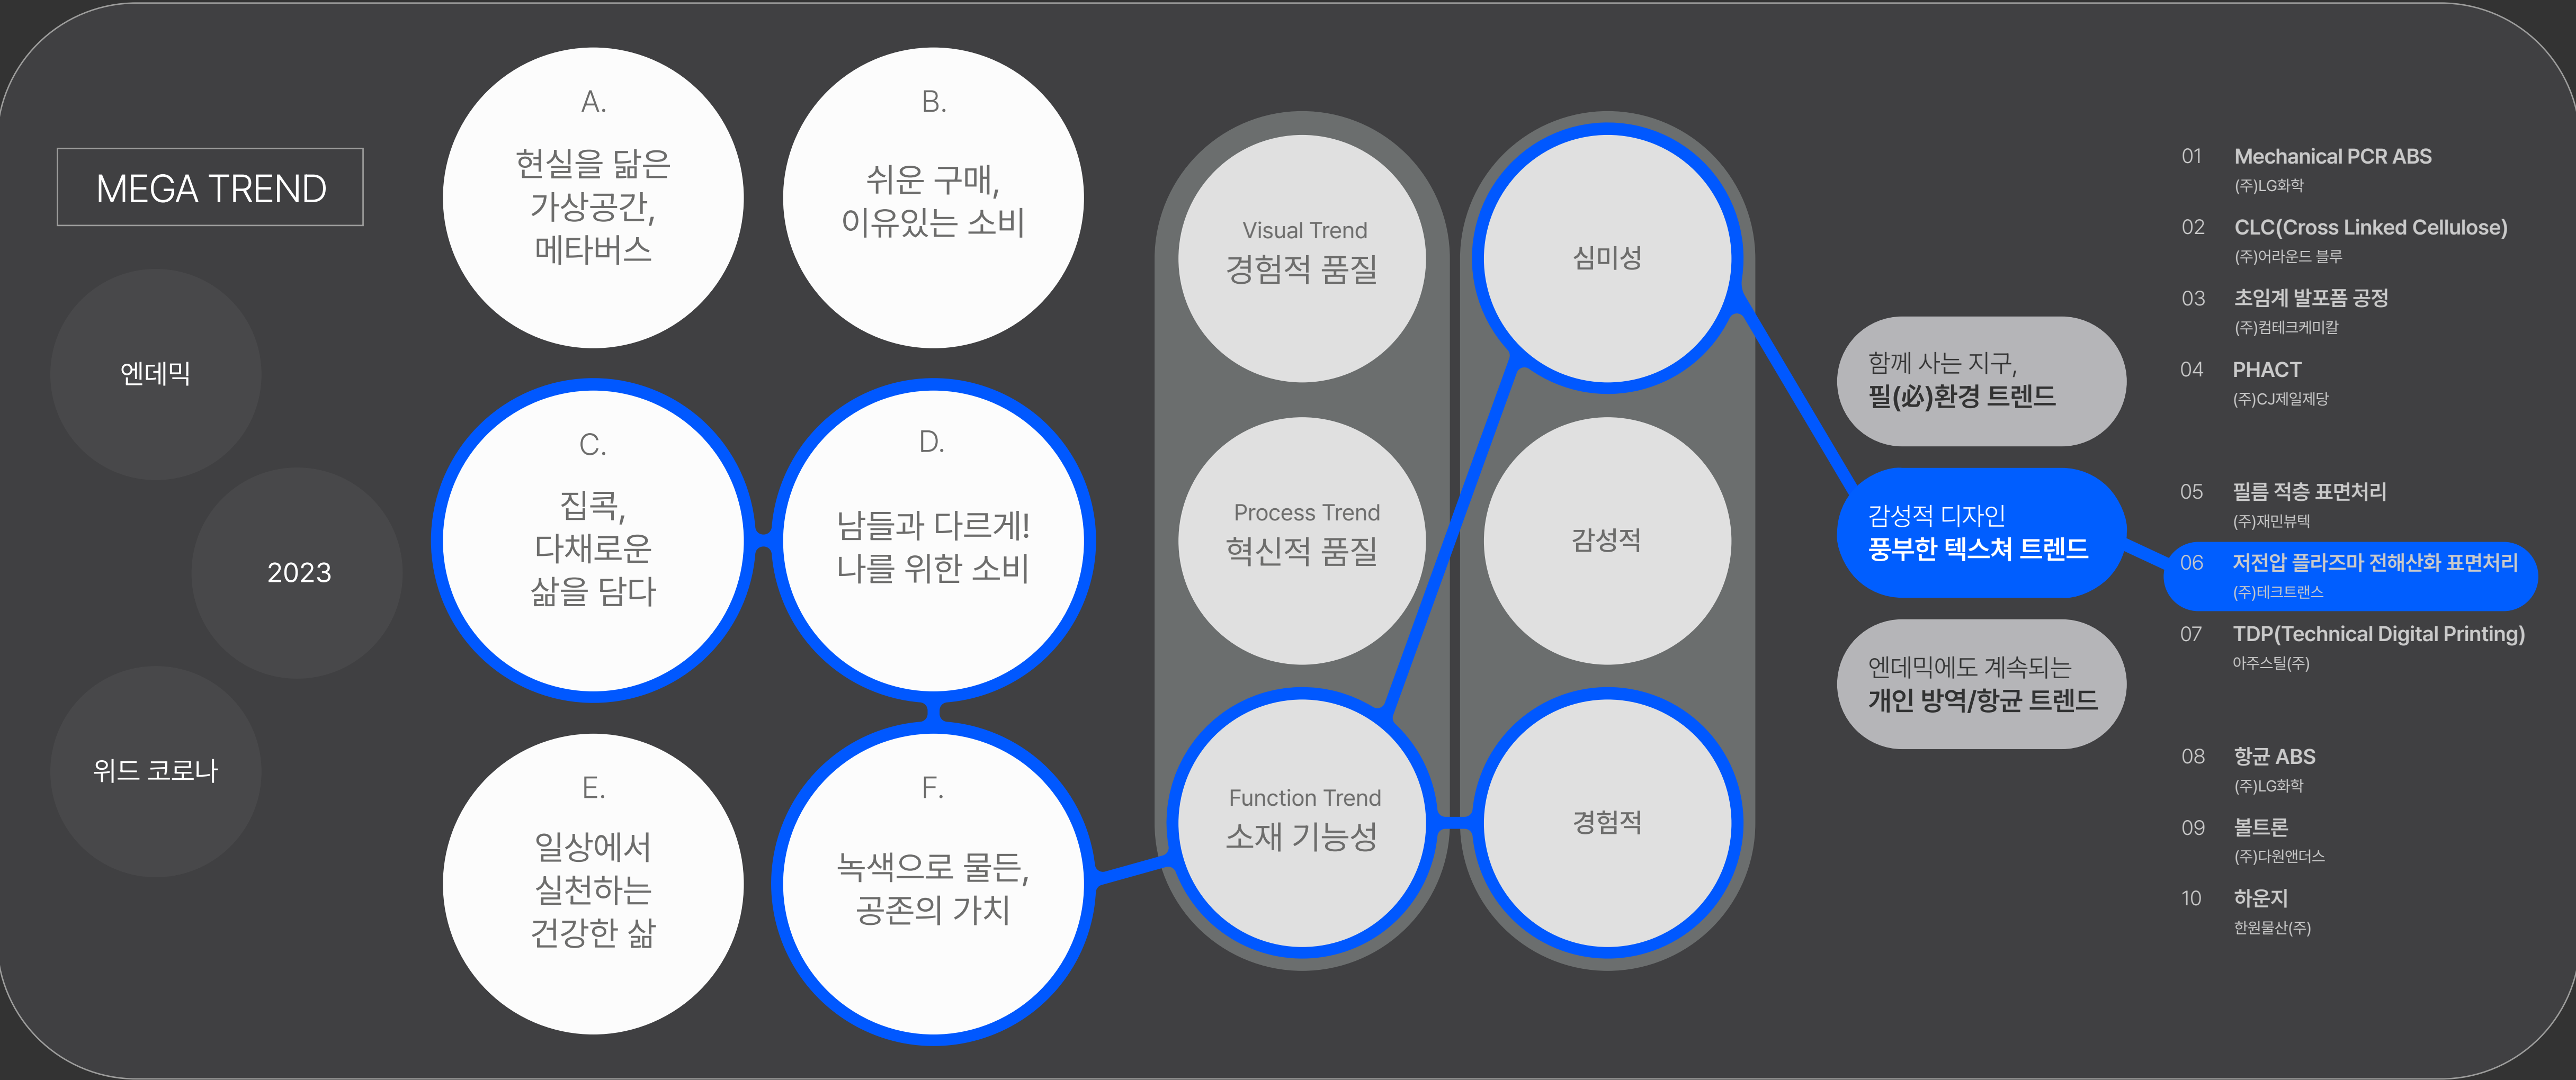 MEGA TREND
엔데믹
2023
위드 코로나
A.
현실을 닮은
가상공간,
메타버스
B.
쉬운 구매,
이유있는 소비
C.
집콕,
다채로운
삶을 담다
D.
남들과 다르게!
나를 위한 소비
E.
일상에서
실천하는
건강한 삶
F.
녹색으로 물든,
공존의 가치
Visual Trend
경험적 품질
Process Trend
혁신적 품질
Function Trend
소재 기능성
심미성
감성적
경험적
함께 사는 지구,
필(必)환경 트렌드
감성적 디자인
풍부한 텍스쳐 트렌드
엔데믹에도 계속되는
개인 방역/항균 트렌드
01 Mechanical PCR ABS
(주)LG화학
02 CLC(Cross Linked Cellulose)
(주)어라운드 블루
03 초임계 발포폼 공정
(주)컴테크케미칼
04 PHACT
(주)CJ제일제당
05 필름 적층 표면처리
(주)재민뷰텍
06 저전압 플라즈마 전해산화 표면처리
(주)테크트랜스
07 TDP(Technical Digital Printing)
아주스틸(주)
08 항균 ABS
(주)LG화학
09 볼트론
(주)다원앤더스
10 하운지
한원물산(주)